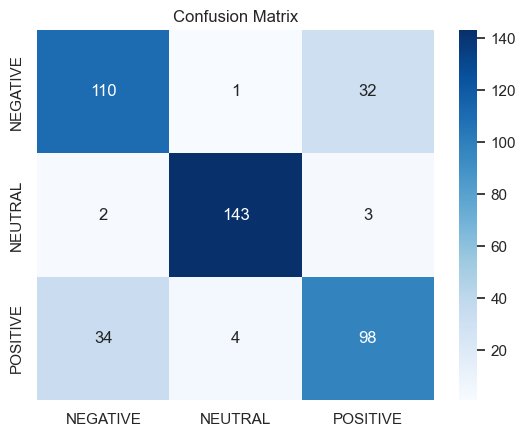 Confusion Matrix
NEGATIVE 110 1 32
NEUTRAL 2 143 3
POSITIVE 34 4 98
NEGATIVE NEUTRAL POSITIVE
140
120
100
80
60
40
20